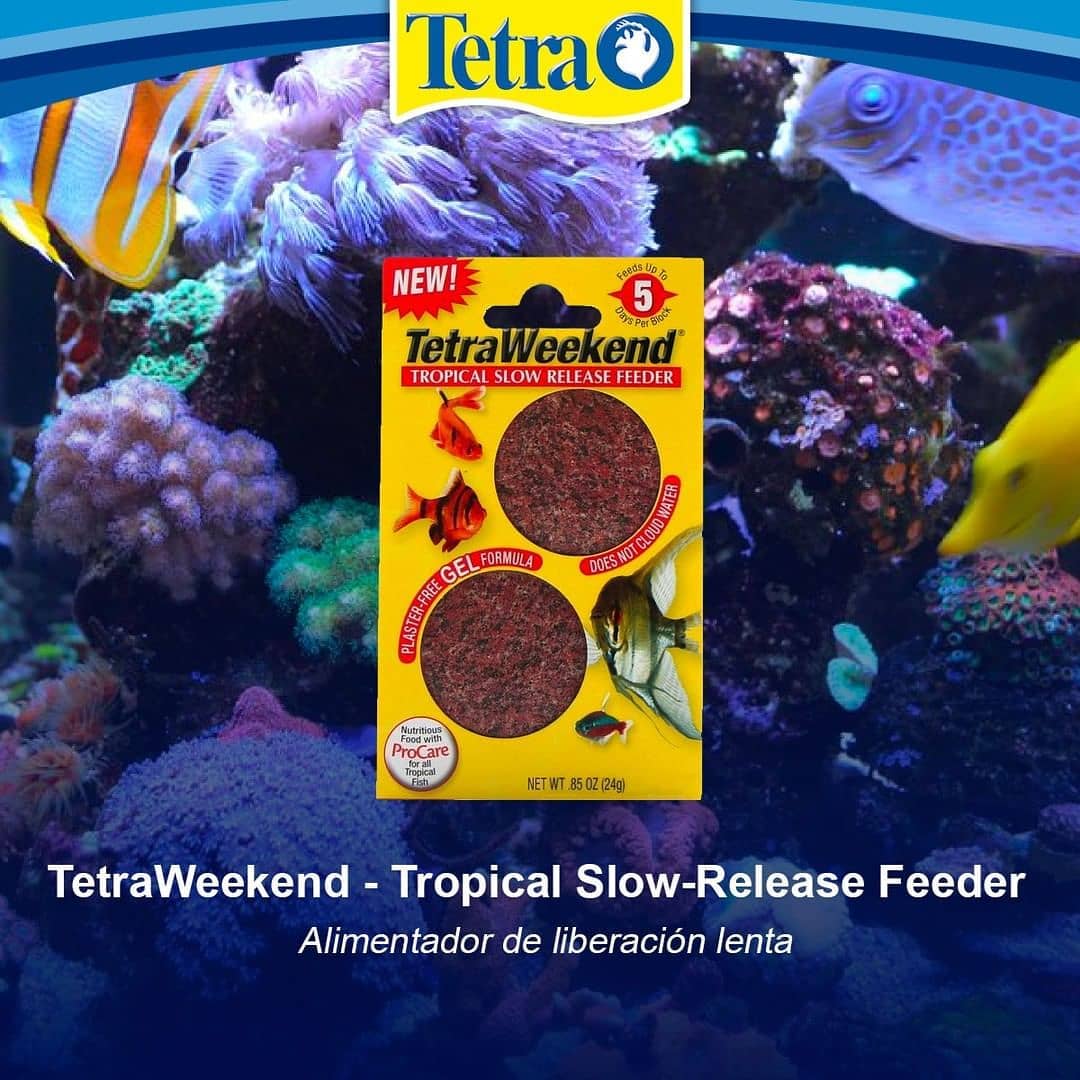 Tetra
NEW!
Feeds Up To
5
Days Per Block
TetraWeekend®
TROPICAL SLOW RELEASE FEEDER
DOES NOT CLOUD WATER
PLASTER-FREE GEL FORMULA
Nutritious
Food with
ProCare
for all
Tropical
Fish
NET WT .85 OZ (24g)
TetraWeekend - Tropical Slow-Release Feeder
Alimentador de liberación lenta